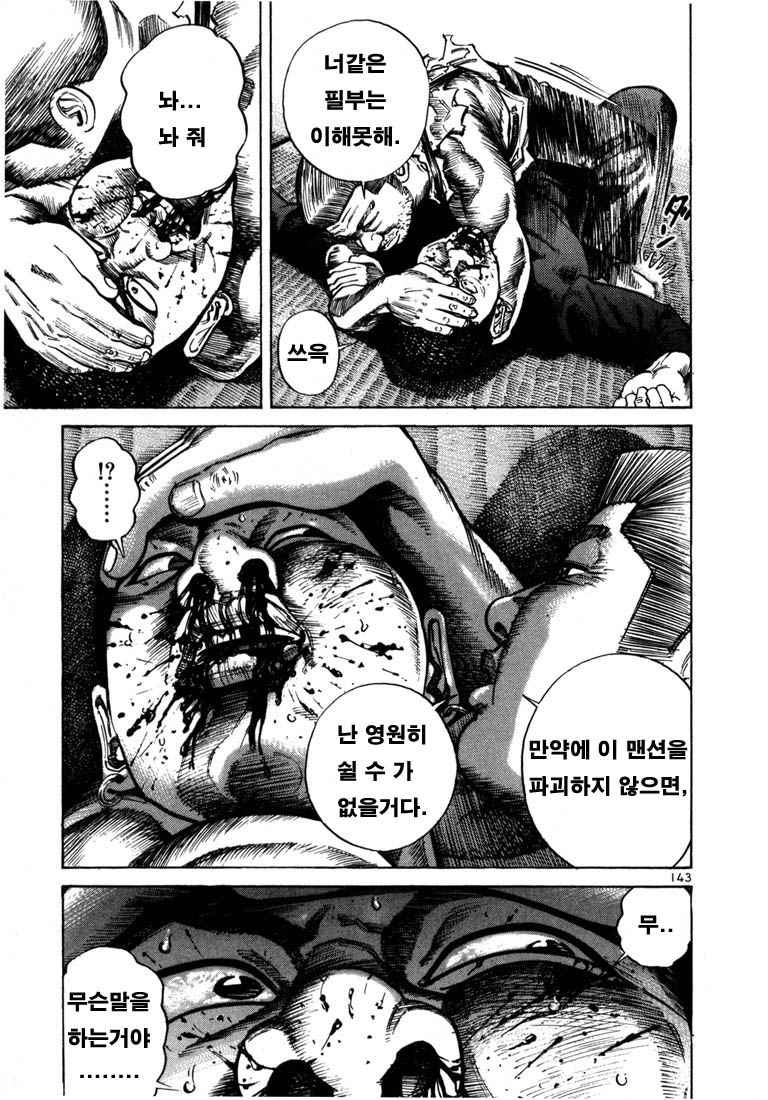 너같은
필부는
이해못해.
쓰윽
ダン
놔...
놔 줘
만약에 이 맨션을
파괴하지 않으면,
난 영원히
쉴 수 가
없을거다.
!?
......
143
무..
무슨말을
하는거야
........